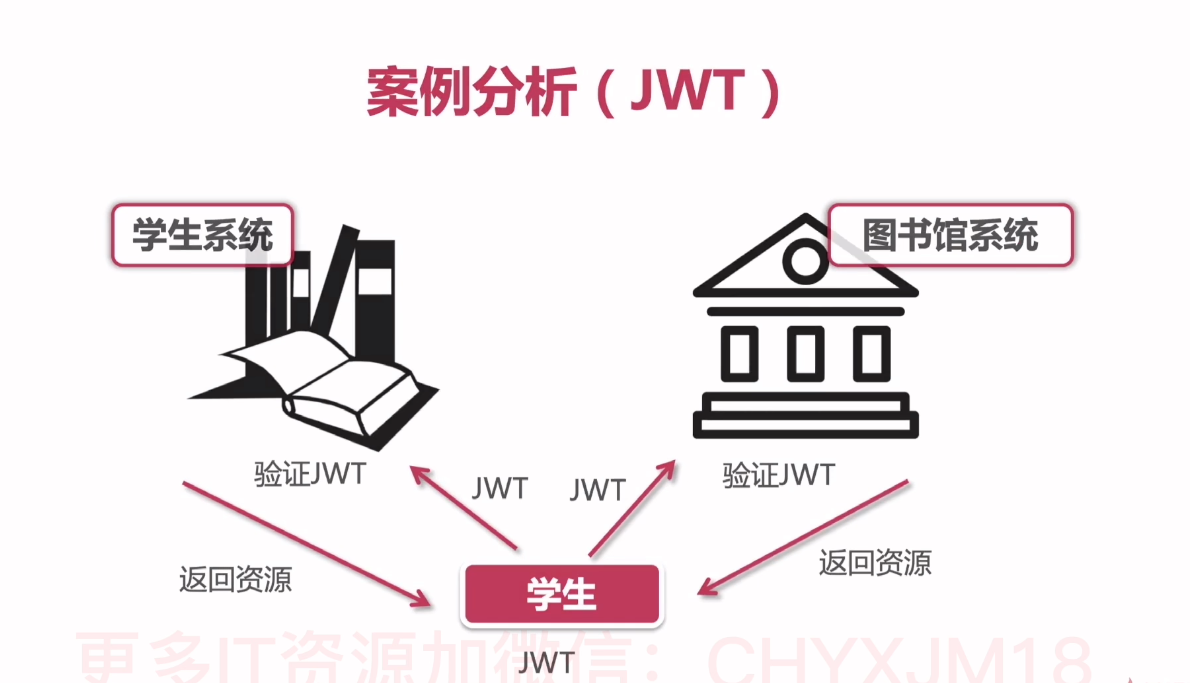 案例分析（JWT）
学生系统
图书馆系统
验证JWT
JWT
JWT
验证JWT
返回资源
返回资源
学生
JWT
更多IT资源加微信：CHYXJM18